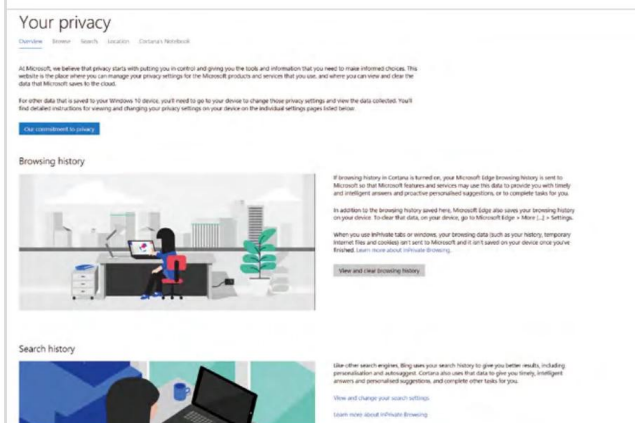 Your privacy
Overview Browse Search Location Cortana's Notebook
At Microsoft, we believe that privacy starts with putting you in control and giving you the tools and information that you need to make informed choices. This
website is the place where you can manage your privacy settings for the Microsoft products and services that you use, and where you can view and clear the
data that Microsoft saves to the cloud.
For other data that is saved to your Windows 10 device, you'll need to go to your device to change those privacy settings and view the data collected. You'll
find detailed instructions for viewing and changing your privacy settings on your device on the individual settings pages listed below.
Our commitment to privacy
Browsing history
If browsing history in Cortana is turned on, your Microsoft Edge browsing history is sent to
Microsoft so that Microsoft features and services may use this data to provide you with timely
and intelligent answers and proactive personalised suggestions, or to complete tasks for you.
In addition to the browsing history saved here, Microsoft Edge also saves your browsing history
on your device. To clear that data, on your device, go to Microsoft Edge > More (...) > Settings.
When you use InPrivate tabs or windows, your browsing data (such as your history, temporary
internet files and cookies) isn't sent to Microsoft and it isn't saved on your device once you've
finished. Learn more about InPrivate Browsing.
View and clear browsing history
Search history
Like other search engines, Bing uses your search history to give you better results, including
personalisation and autosuggest. Cortana also uses that data to give you timely, intelligent
answers and personalised suggestions, and complete other tasks for you.
View and change your search settings
Learn more about InPrivate Browsing